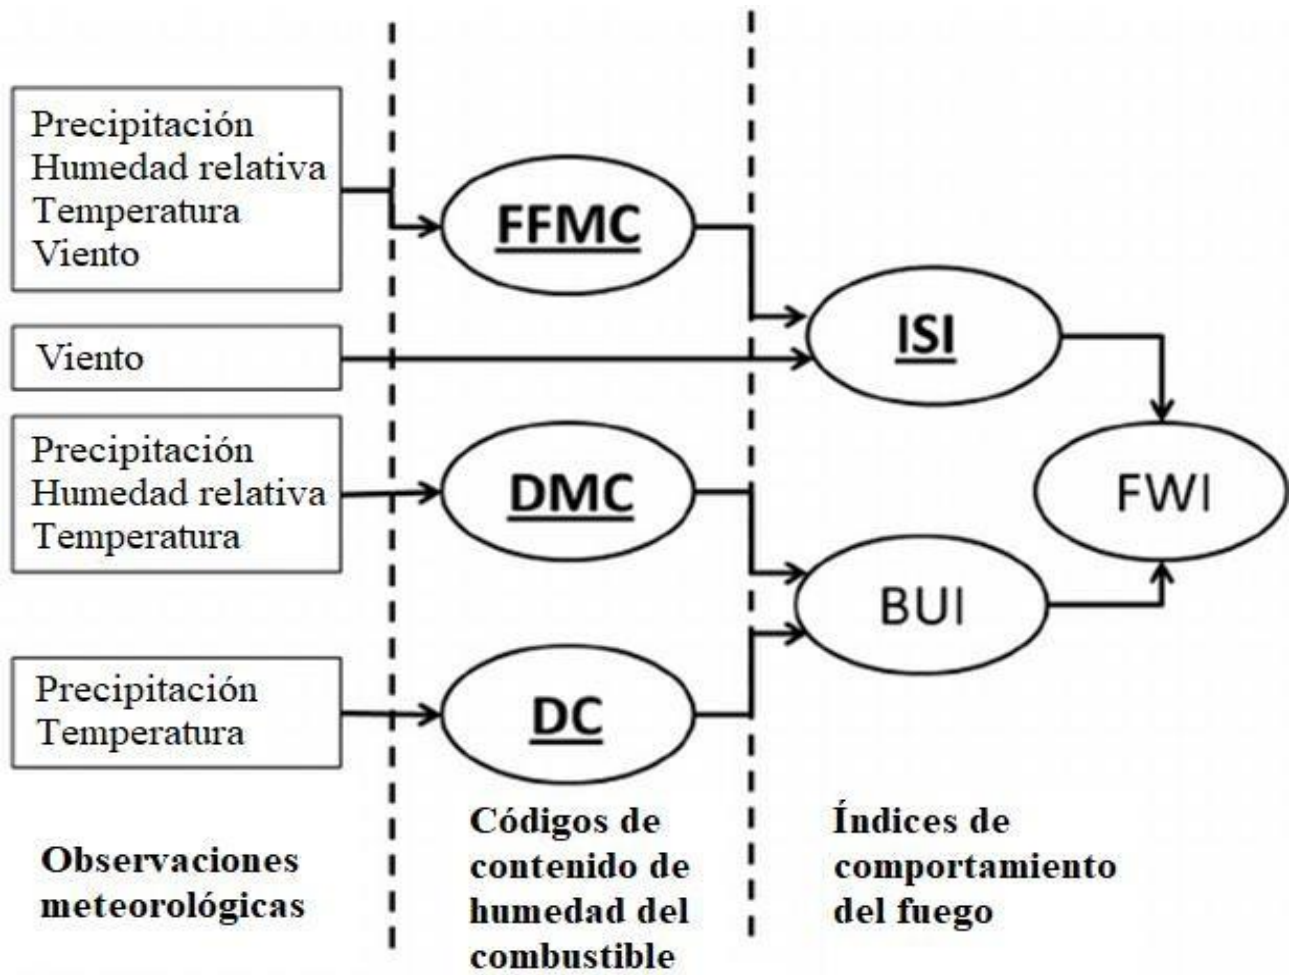 Precipitación
Humedad relativa
Temperatura
Viento
FFMC
ISI
Viento
Precipitación
Humedad relativa
Temperatura
DMC
FWI
BUI
Precipitación
Temperatura
DC
Observaciones
meteorológicas
Códigos de
contenido de
humedad del
combustible
Índices de
comportamiento
del fuego